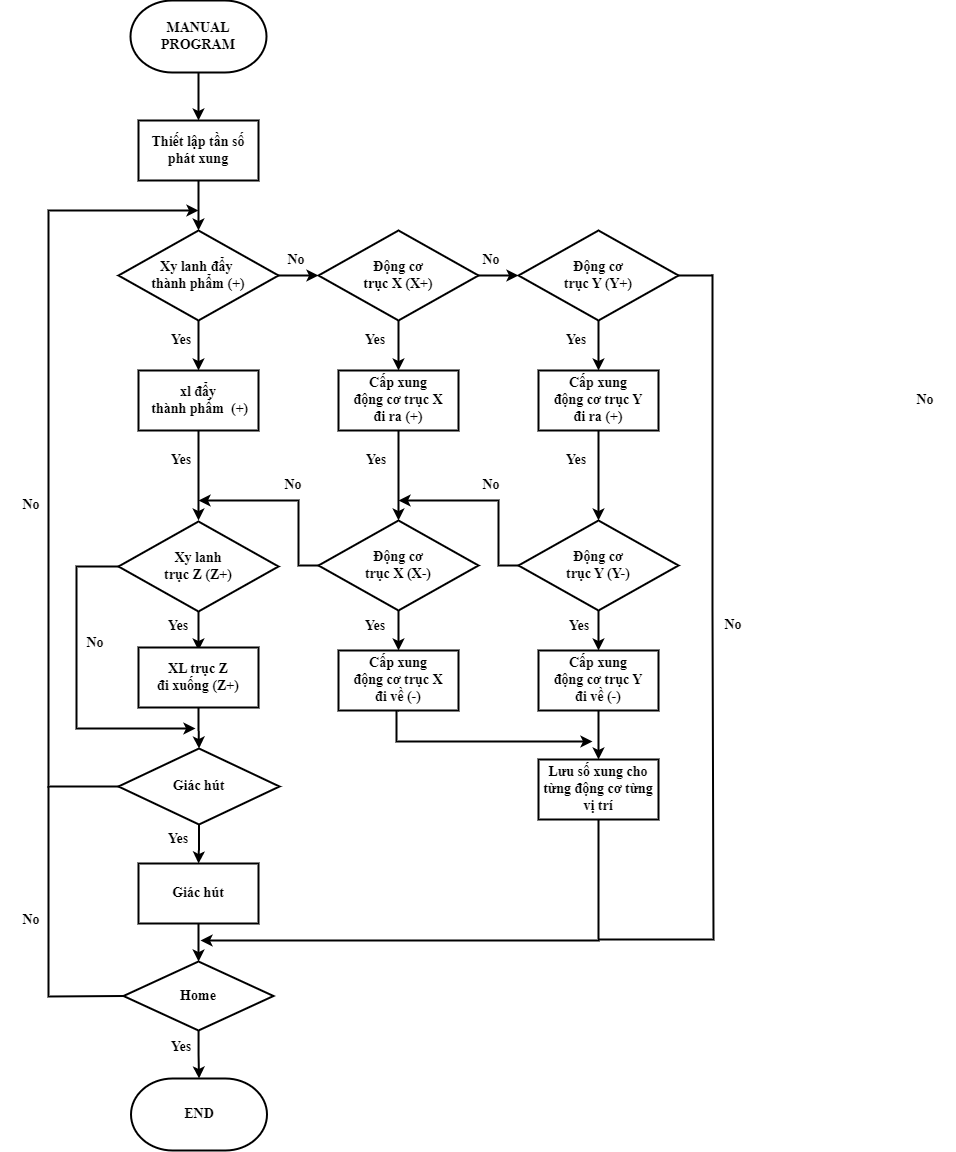 MANUAL
PROGRAM
Thiết lập tần số
phát xung
Xy lanh đẩy
thành phẩm (+)
No
Động cơ
trục X (X+)
No
Động cơ
trục Y (Y+)
Yes
Yes
Yes
xl đẩy
thành phẩm (+)
Cấp xung
động cơ trục X
đi ra (+)
Cấp xung
động cơ trục Y
đi ra (+)
No
Yes
Yes
Yes
No
No
No
Xy lanh
trục Z (Z+)
Động cơ
trục X (X-)
Động cơ
trục Y (Y-)
Yes
Yes
Yes
No
No
XL trục Z
đi xuống (Z+)
Cấp xung
động cơ trục X
đi về (-)
Cấp xung
động cơ trục Y
đi về (-)
Giác hút
Lưu số xung cho
từng động cơ từng
vị trí
Yes
Giác hút
No
Home
Yes
END